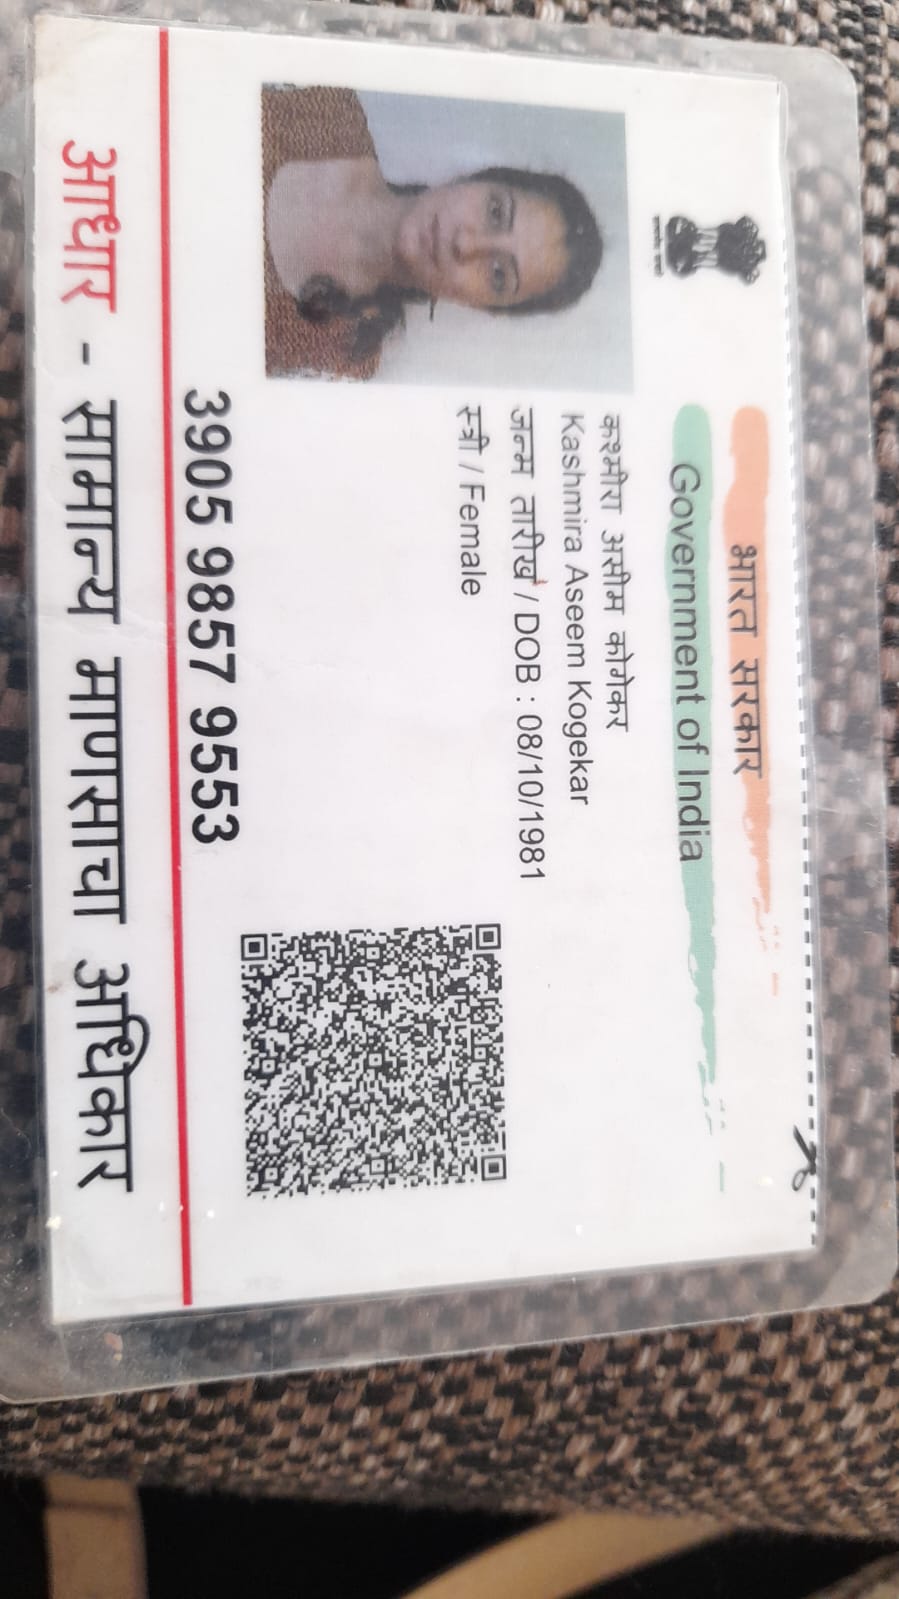 भारत सरकार
Government of India
कश्मीरा असीम कोगेकर
Kashmira Aseem Kogekar
जन्म तारीख / DOB : 08/10/1981
स्त्री / Female
3905 9857 9553
आधार - सामान्य माणसाचा अधिकार